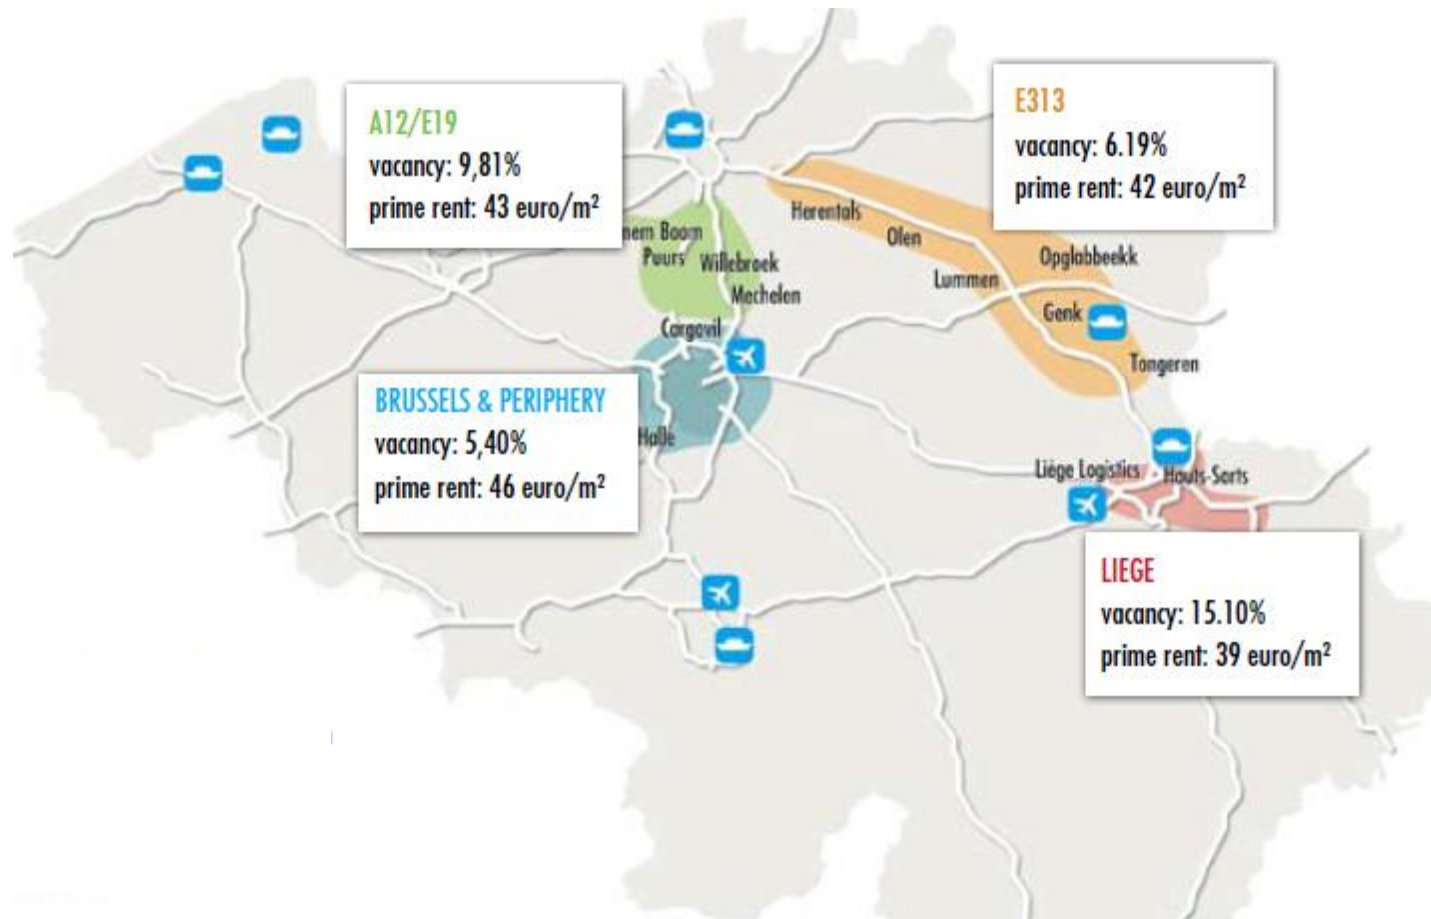 A12/E19
vacancy: 9,81%
prime rent: 43 euro/m²
E313
vacancy: 6.19%
prime rent: 42 euro/m²
Herentals
Olen
Lummen
Opglabbeekk
Genk
Tongeren
Boom
Puurs
Willebroek
Mechelen
Cargovil
BRUSSELS & PERIPHERY
vacancy: 5,40%
prime rent: 46 euro/m²
Halle
Liège Logistics
Hauts-Sarts
LIEGE
vacancy: 15.10%
prime rent: 39 euro/m²